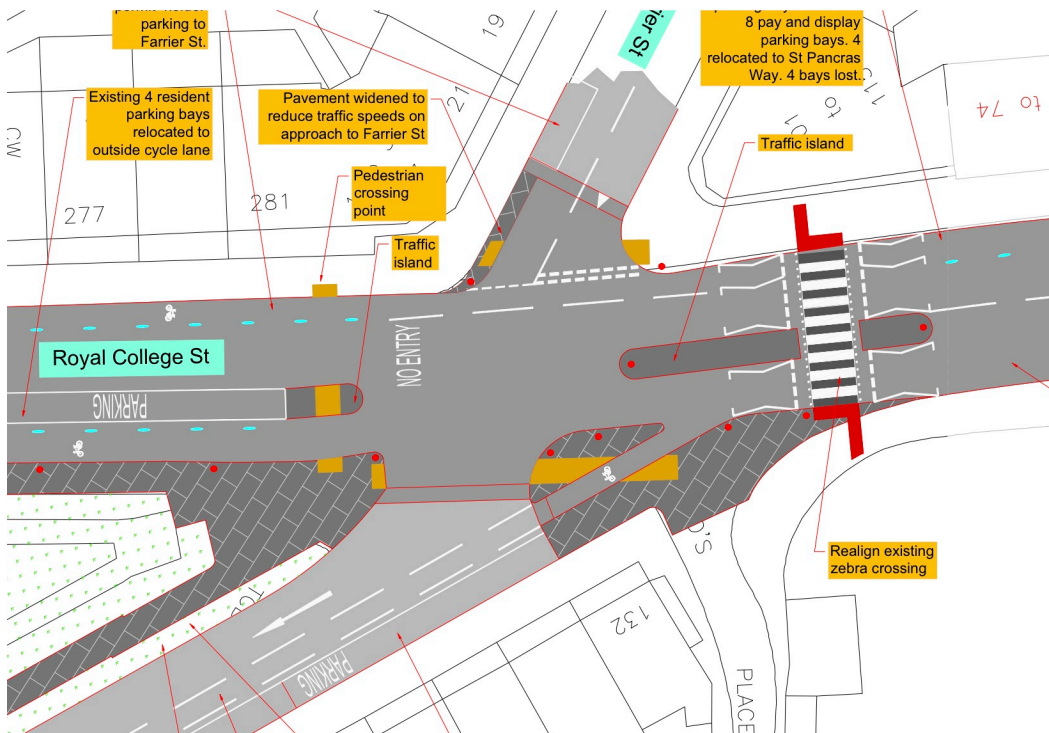 parking to
Farrier St.
8 pay and display
parking bays. 4
relocated to St Pancras
Way. 4 bays lost.
19
21
St
to 74
Existing 4 resident
parking bays
relocated to
outside cycle lane
Pavement widened to
reduce traffic speeds on
approach to Farrier St
Traffic island
277
281
Pedestrian
crossing
point
Traffic
island
NO ENTRY
Royal College St
PARKING
Realign existing
zebra crossing
132
PARKING
PLACE